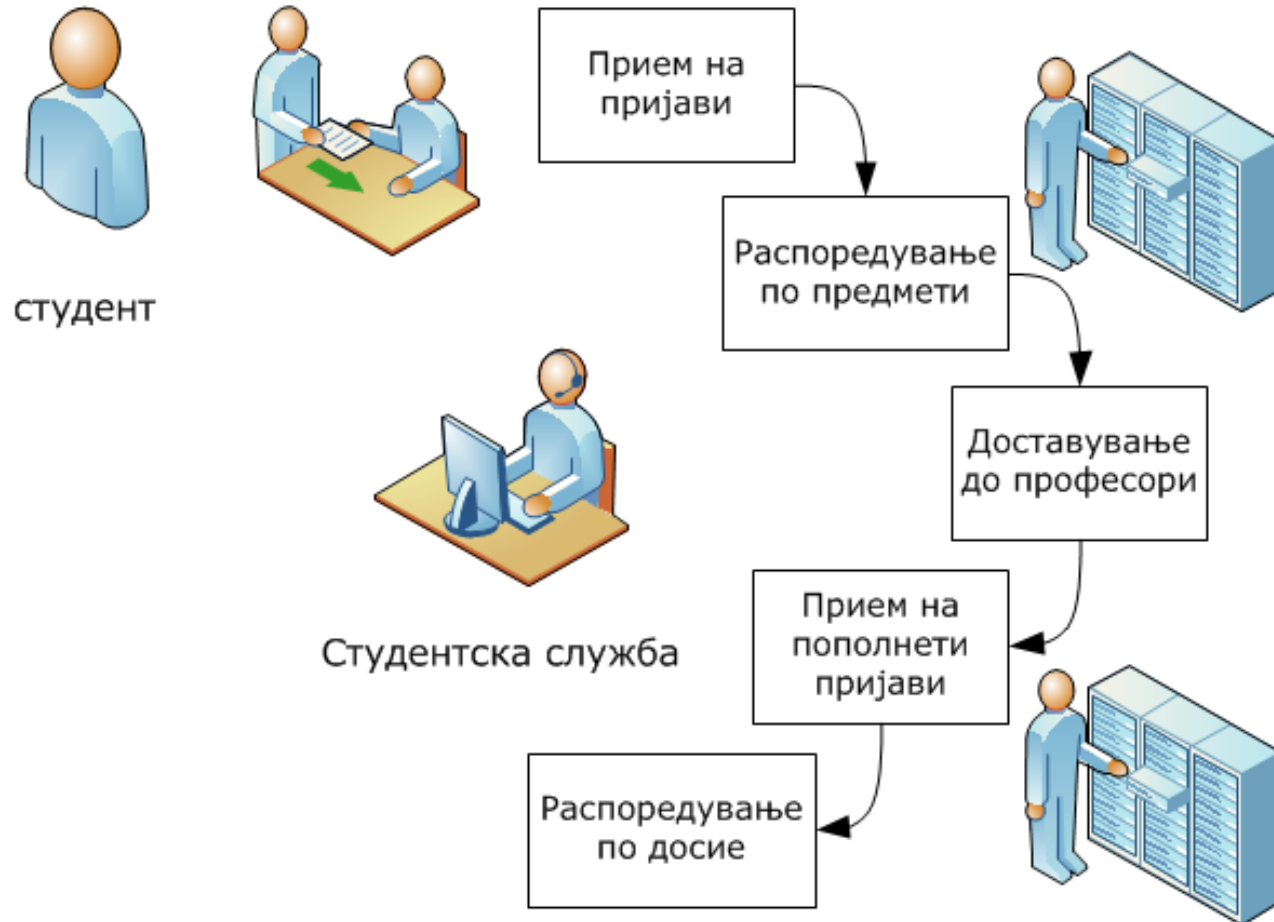 Прием на
пријави
Распоредување
по предмети
студент
Доставување
до професори
Прием на
пополнети
пријави
Студентска служба
Распоредување
по досие